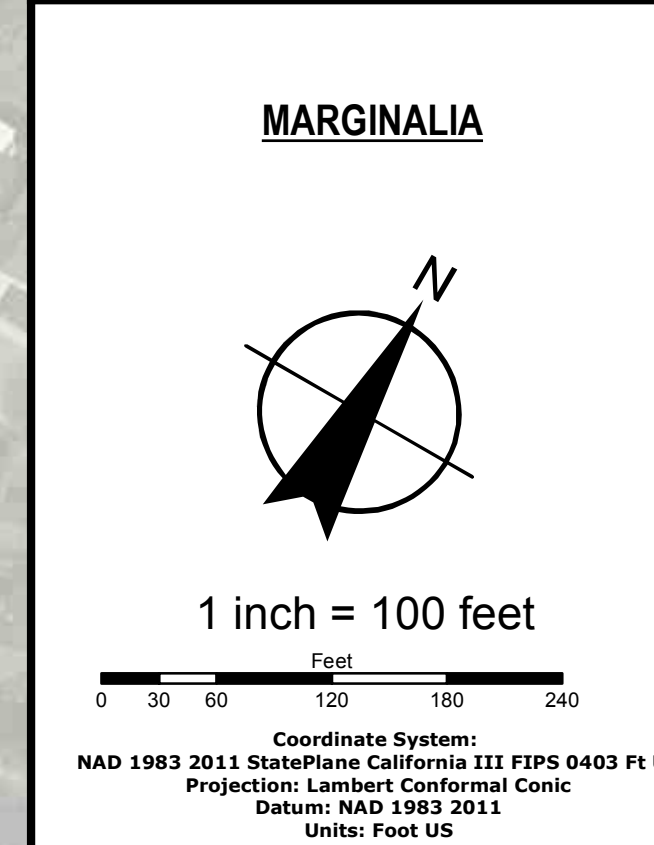 MARGINALIA
N
1 inch = 100 feet
Feet
0 30 60 120 180 240
Coordinate System:
NAD 1983 2011 StatePlane California III FIPS 0403 Ft
Projection: Lambert Conformal Conic
Datum: NAD 1983 2011
Units: Foot US